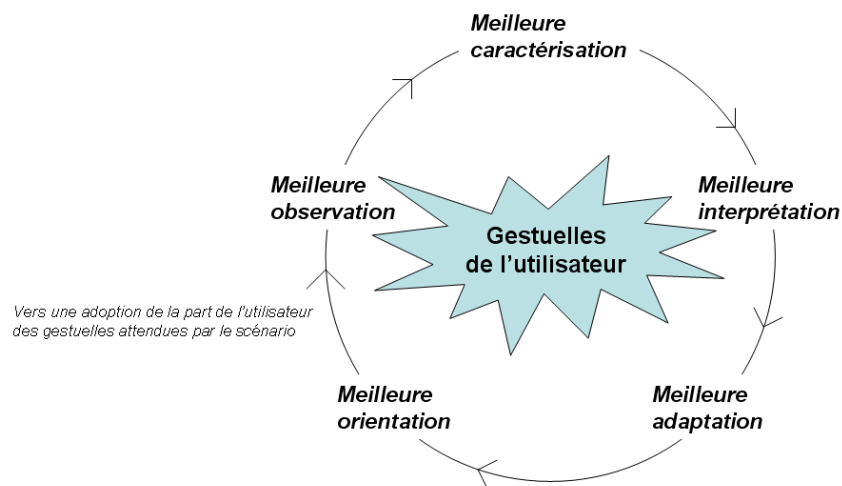 Meilleure
caractérisation
Meilleure
observation
Meilleure
interprétation
Gestuelles
de l'utilisateur
Vers une adoption de la part de l'utilisateur
des gestuelles attendues par le scénario
Meilleure
orientation
Meilleure
adaptation